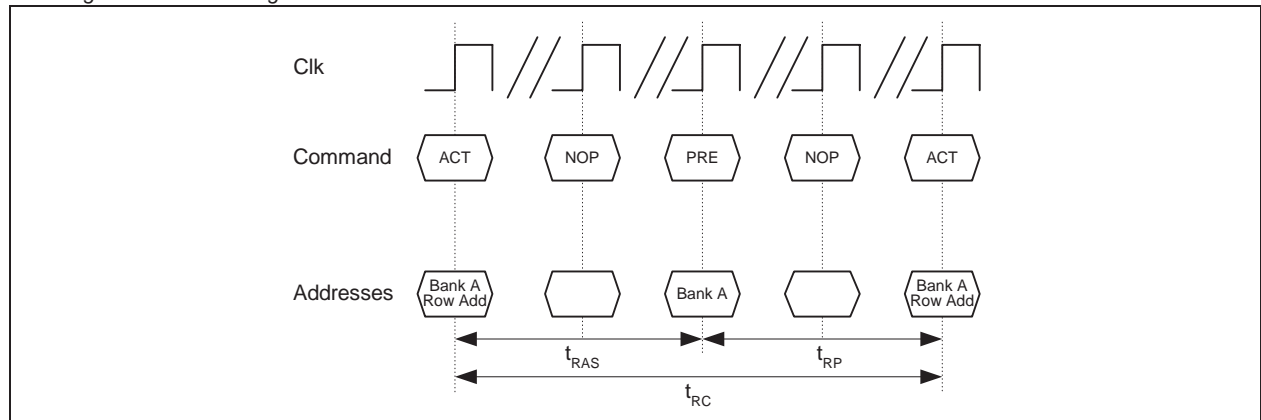 Clk
Command
ACT
NOP
PRE
NOP
ACT
Addresses
Bank A
Row Add
Bank A
Bank A
Row Add
tRAS
tRP
tRC